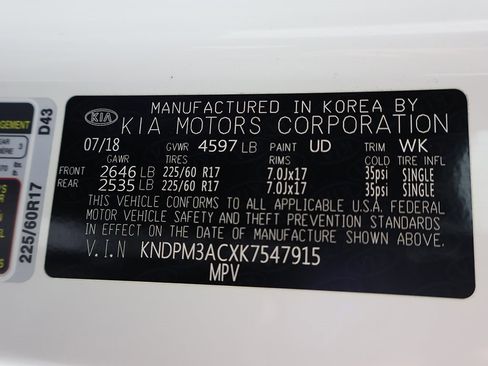 MANUFACTURED IN KOREA BY
KIA KIA MOTORS CORPORATION
07/18 GVWR 4597 LB PAINT UD TRIM WK
GAWR TIRES RIMS COLD TIRE INFL
FRONT 2646 LB 225/60 R17 7.0Jx17 35psi SINGLE
REAR 2535 LB 225/60 R17 7.0Jx17 35psi SINGLE
THIS VEHICLE CONFORMS TO ALL APPLICABLE U.S.A. FEDERAL
MOTOR VEHICLE SAFETY AND THEFT PREVENTION STANDARDS
IN EFFECT ON THE DATE OF MANUFACTURE SHOWN ABOVE.
V.I.N KNDPM3ACXK7547915
MPV
D43
225/60R17